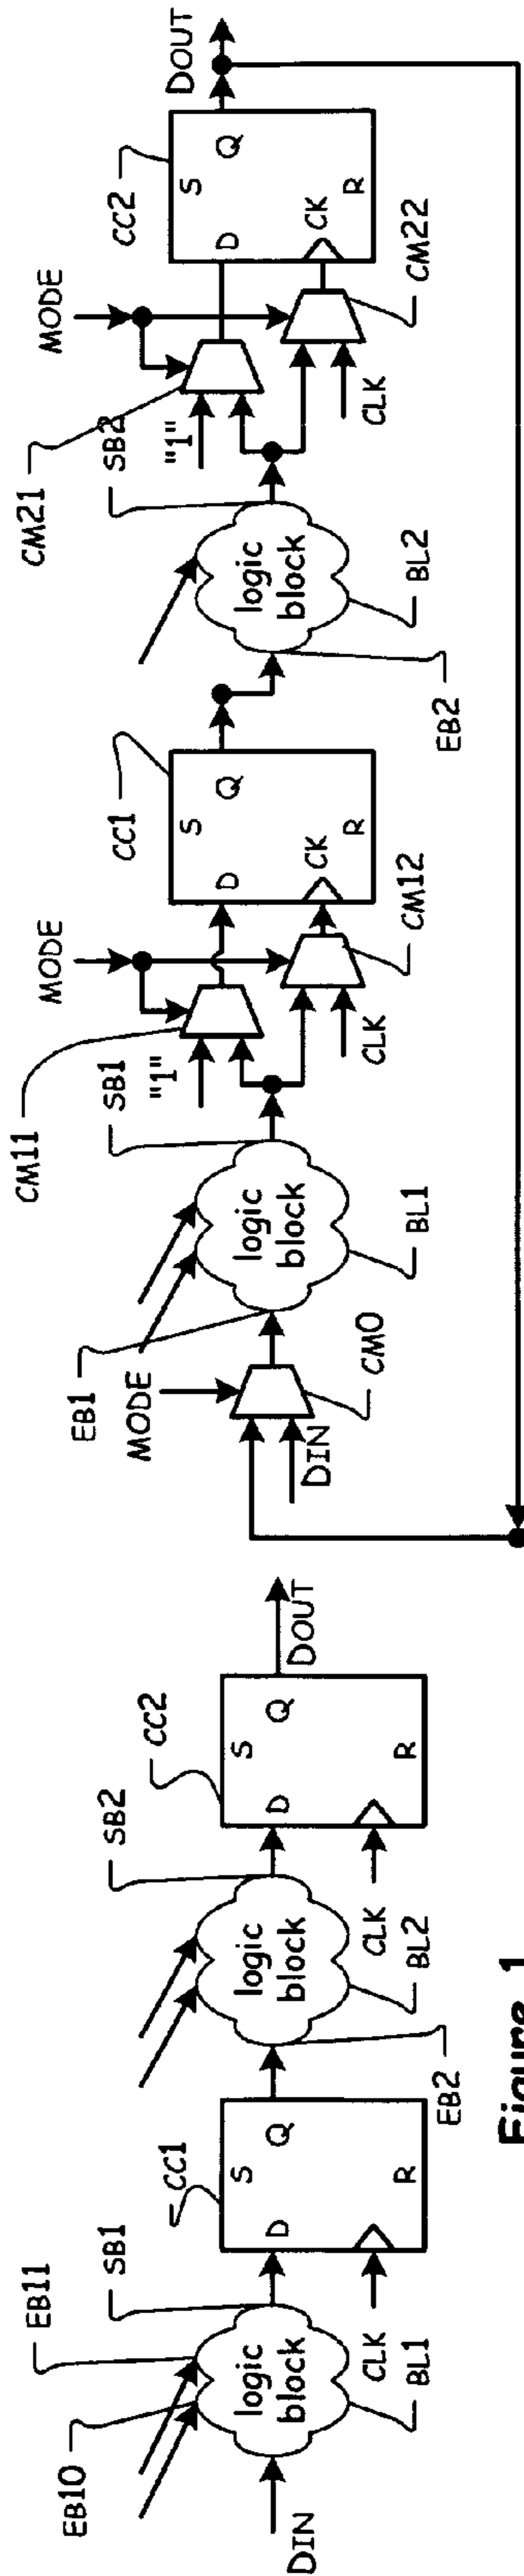 EB10
EB11
SB1
CC1
SB2
CC2
logic
block
S
D
Q
R
logic
block
S
D
Q
R
DIN
DOUT
CLK
BL1
EB2
CLK
BL2
Figure 1
EB1
CM11
MODE
CC1
CM21
MODE
CC2
MODE
SB1
"1"
SB2
"1"
DOUT
logic
block
S
D
Q
CK
R
logic
block
S
D
Q
CK
R
DIN
CM0
BL1
CLK
CM12
EB2
BL2
CLK
CM22